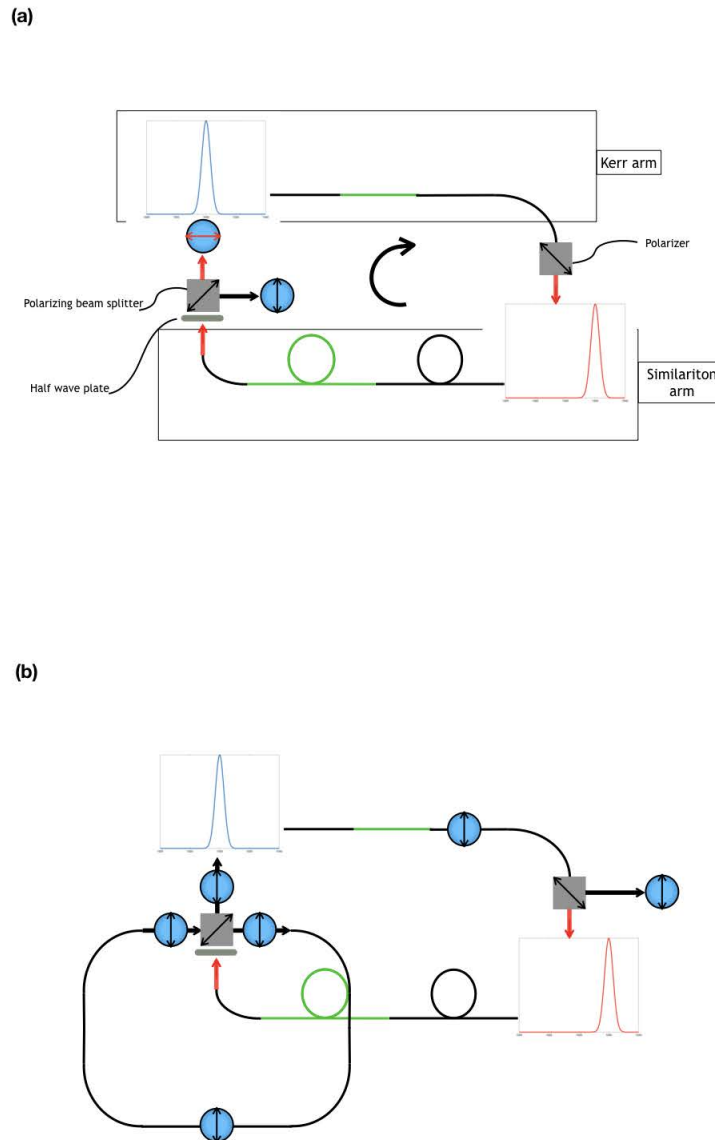 (a)
Kerr arm
Polarizer
Polarizing beam splitter
Half wave plate
Similariton
arm
(b)